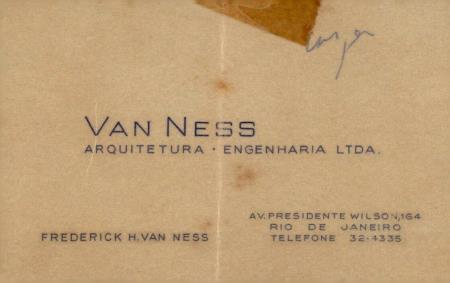 VAN NESS
ARQUITETURA · ENGENHARIA LTDA.
AV. PRESIDENTE WILSON, 164
RIO DE JANEIRO
FREDERICK H. VAN NESS
TELEFONE 32-4335